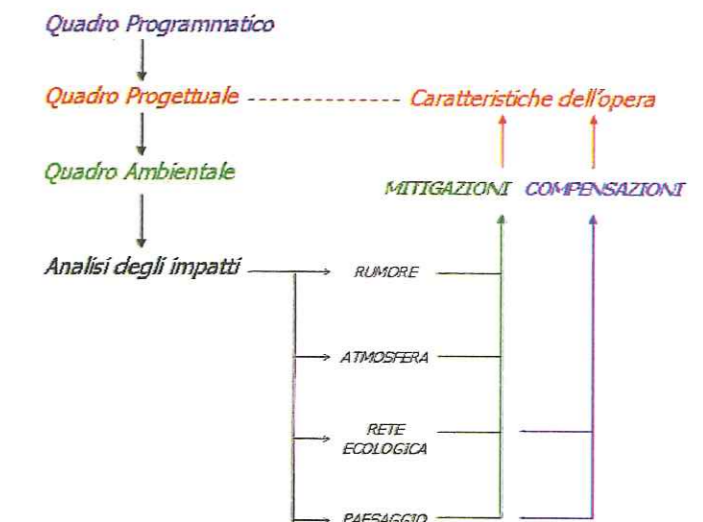 Quadro Programmatico
Quadro Progettuale ------------- Caratteristiche dell'opera
Quadro Ambientale
MITIGAZIONI COMPENSAZIONI
Analisi degli impatti
RUMORE
ATMOSFERA
RETE
ECOLOGICA
PAESAGGIO